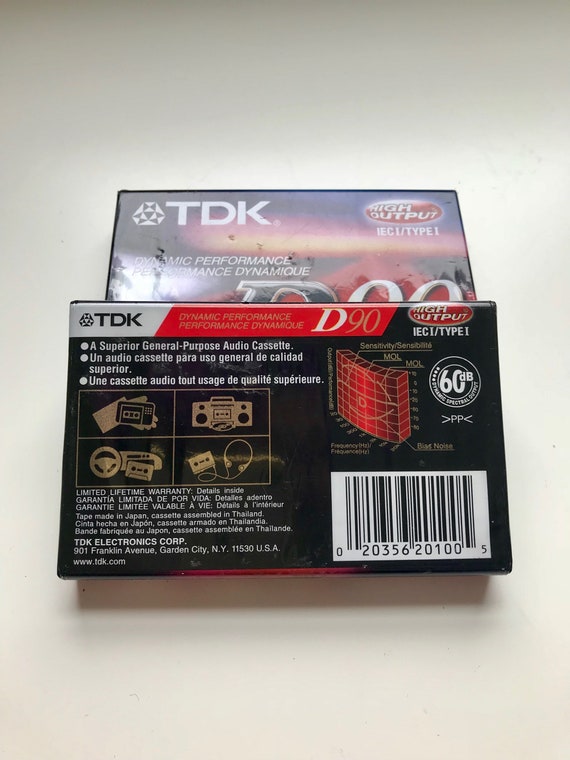 TDK
HIGH
OUTPUT
IEC I/TYPE I
DYNAMIC PERFORMANCE
PERFORMANCE DYNAMIQUE
D90
TDK
DYNAMIC PERFORMANCE
PERFORMANCE DYNAMIQUE
D90
HIGH
OUTPUT
IEC I/TYPE I
●A Superior General-Purpose Audio Cassette.
●Un audio cassette para uso general de calidad
superior.
●Une cassette audio tout usage de qualité supérieure.
Sensitivity/Sensibilité
MOL
MOL
Frequency(Hz)/
Fréquence(Hz)
Bias Noise
60dB
DYNAMIC SPECTRAL OUTPUT
>PP<
LIMITED LIFETIME WARRANTY: Details inside
GARANTÍA LIMITADA DE POR VIDA: Detalles adentro
GARANTIE LIMITÉE VALABLE À VIE: Détails à l'intérieur
Tape made in Japan, cassette assembled in Thailand.
Cinta hecha en Japón, cassette armado en Thailandia.
Bande fabriquée au Japon, cassette assemblée en Thaïlande.
TDK ELECTRONICS CORP.
901 Franklin Avenue, Garden City, N.Y. 11530 U.S.A.
www.tdk.com
0 20356 20100 5